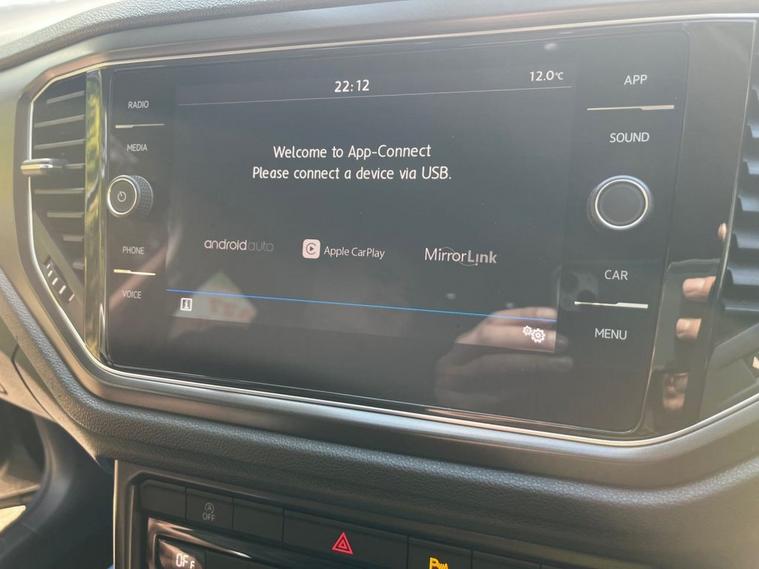 22:12
12.0°C
RADIO
MEDIA
PHONE
VOICE
Welcome to App-Connect
Please connect a device via USB.
androidauto
Apple CarPlay
MirrorLink
APP
SOUND
CAR
MENU
OFF
OFF